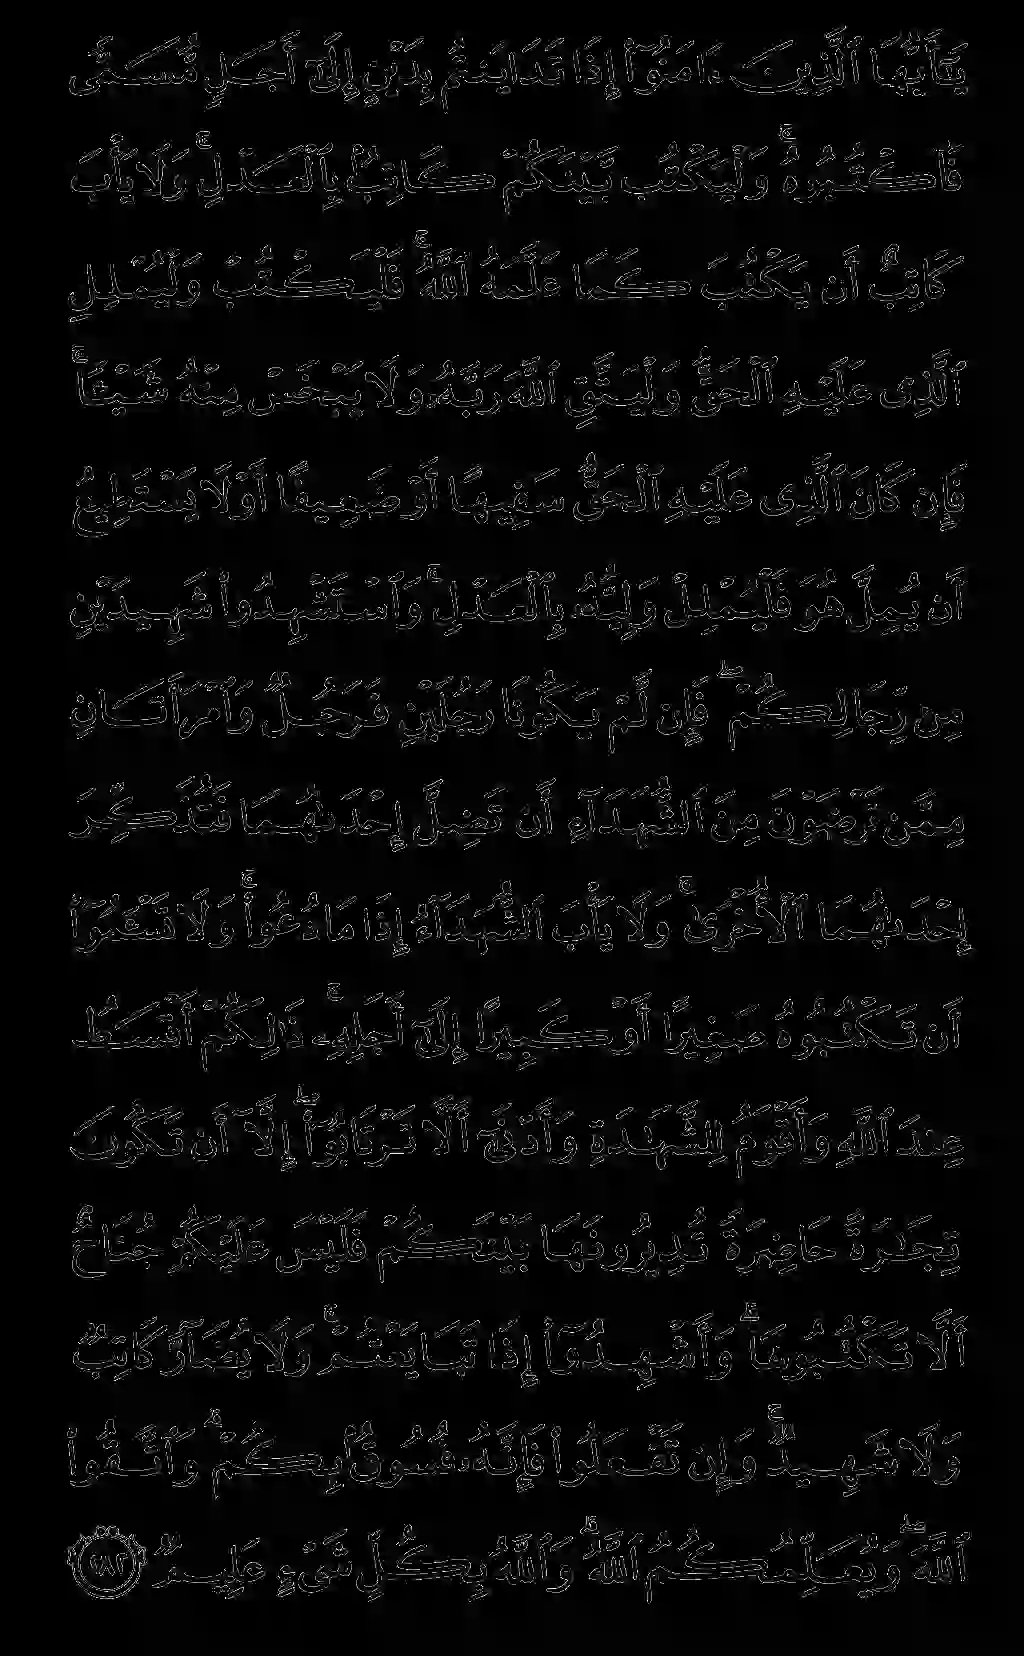 يَٰٓأَيُّهَا ٱلَّذِينَ ءَامَنُوٓا۟ إِذَا تَدَايَنتُم بِدَيْنٍ إِلَىٰٓ أَجَلٍ مُّسَمًّى
فَٱكْتُبُوهُ ۚ وَلْيَكْتُب بَّيْنَكُمْ كَاتِبٌۢ بِٱلْعَدْلِ ۚ وَلَا يَأْبَ
كَاتِبٌ أَن يَكْتُبَ كَمَا عَلَّمَهُ ٱللَّهُ ۚ فَلْيَكْتُبْ وَلْيُمْلِلِ
ٱلَّذِى عَلَيْهِ ٱلْحَقُّ وَلْيَتَّقِ ٱللَّهَ رَبَّهُۥ وَلَا يَبْخَسْ مِنْهُ شَيْـًٔا ۚ
فَإِن كَانَ ٱلَّذِى عَلَيْهِ ٱلْحَقُّ سَفِيهًا أَوْ ضَعِيفًا أَوْ لَا يَسْتَطِيعُ
أَن يُمِلَّ هُوَ فَلْيُمْلِلْ وَلِيُّهُۥ بِٱلْعَدْلِ ۚ وَٱسْتَشْهِدُوا۟ شَهِيدَيْنِ
مِن رِّجَالِكُمْ ۖ فَإِن لَّمْ يَكُونَا رَجُلَيْنِ فَرَجُلٌ وَٱمْرَأَتَانِ
مِمَّن تَرْضَوْنَ مِنَ ٱلشُّهَدَآءِ أَن تَضِلَّ إِحْدَىٰهُمَا فَتُذَكِّرَ
إِحْدَىٰهُمَا ٱلْأُخْرَىٰ ۚ وَلَا يَأْبَ ٱلشُّهَدَآءُ إِذَا مَا دُعُوا۟ ۚ وَلَا تَسْـَٔمُوٓا۟
أَن تَكْتُبُوهُ صَغِيرًا أَوْ كَبِيرًا إِلَىٰٓ أَجَلِهِۦ ۚ ذَٰلِكُمْ أَقْسَطُ
عِندَ ٱللَّهِ وَأَقْوَمُ لِلشَّهَٰدَةِ وَأَدْنَىٰٓ أَلَّا تَرْتَابُوٓا۟ ۖ إِلَّآ أَن تَكُونَ
تِجَٰرَةً حَاضِرَةً تُدِيرُونَهَا بَيْنَكُمْ فَلَيْسَ عَلَيْكُمْ جُنَاحٌ
أَلَّا تَكْتُبُوهَا ۗ وَأَشْهِدُوٓا۟ إِذَا تَبَايَعْتُمْ ۚ وَلَا يُضَآرَّ كَاتِبٌ
وَلَا شَهِيدٌ ۚ وَإِن تَفْعَلُوا۟ فَإِنَّهُۥ فُسُوقٌۢ بِكُمْ ۗ وَٱتَّقُوا۟
ٱللَّهَ ۖ وَيُعَلِّمُكُمُ ٱللَّهُ ۗ وَٱللَّهُ بِكُلِّ شَىْءٍ عَلِيمٌ ٢٨٢